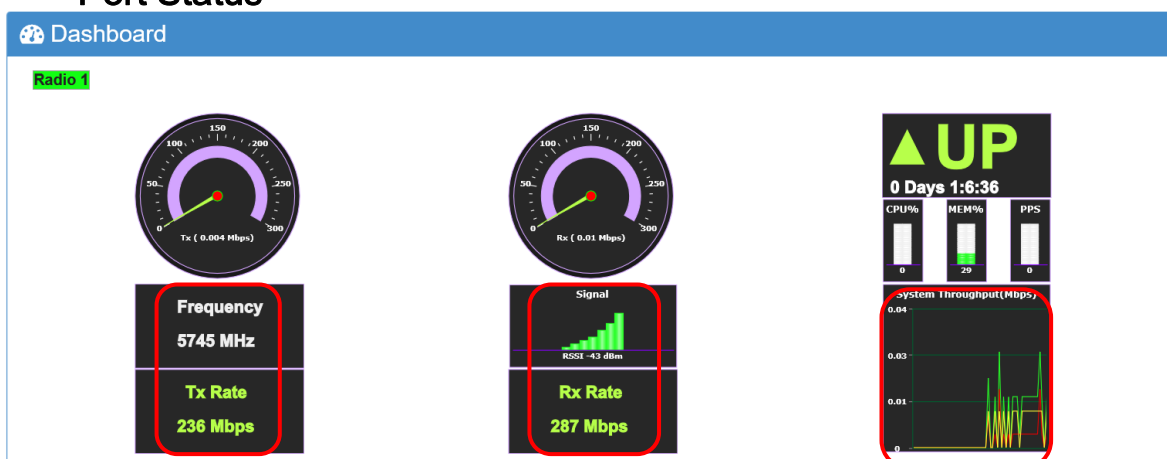 Port Status
Dashboard
Radio 1
150
100
200
50
250
0
300
Tx ( 0.004 Mbps)
150
100
200
50
250
0
300
Rx ( 0.01 Mbps)
▲ UP
0 Days 1:6:36
CPU% MEM% PPS
0 29 0
Frequency
5745 MHz
Tx Rate
236 Mbps
Signal
RSSI -43 dBm
Rx Rate
287 Mbps
System Throughput(Mbps)
0.04
0.03
0.01
0